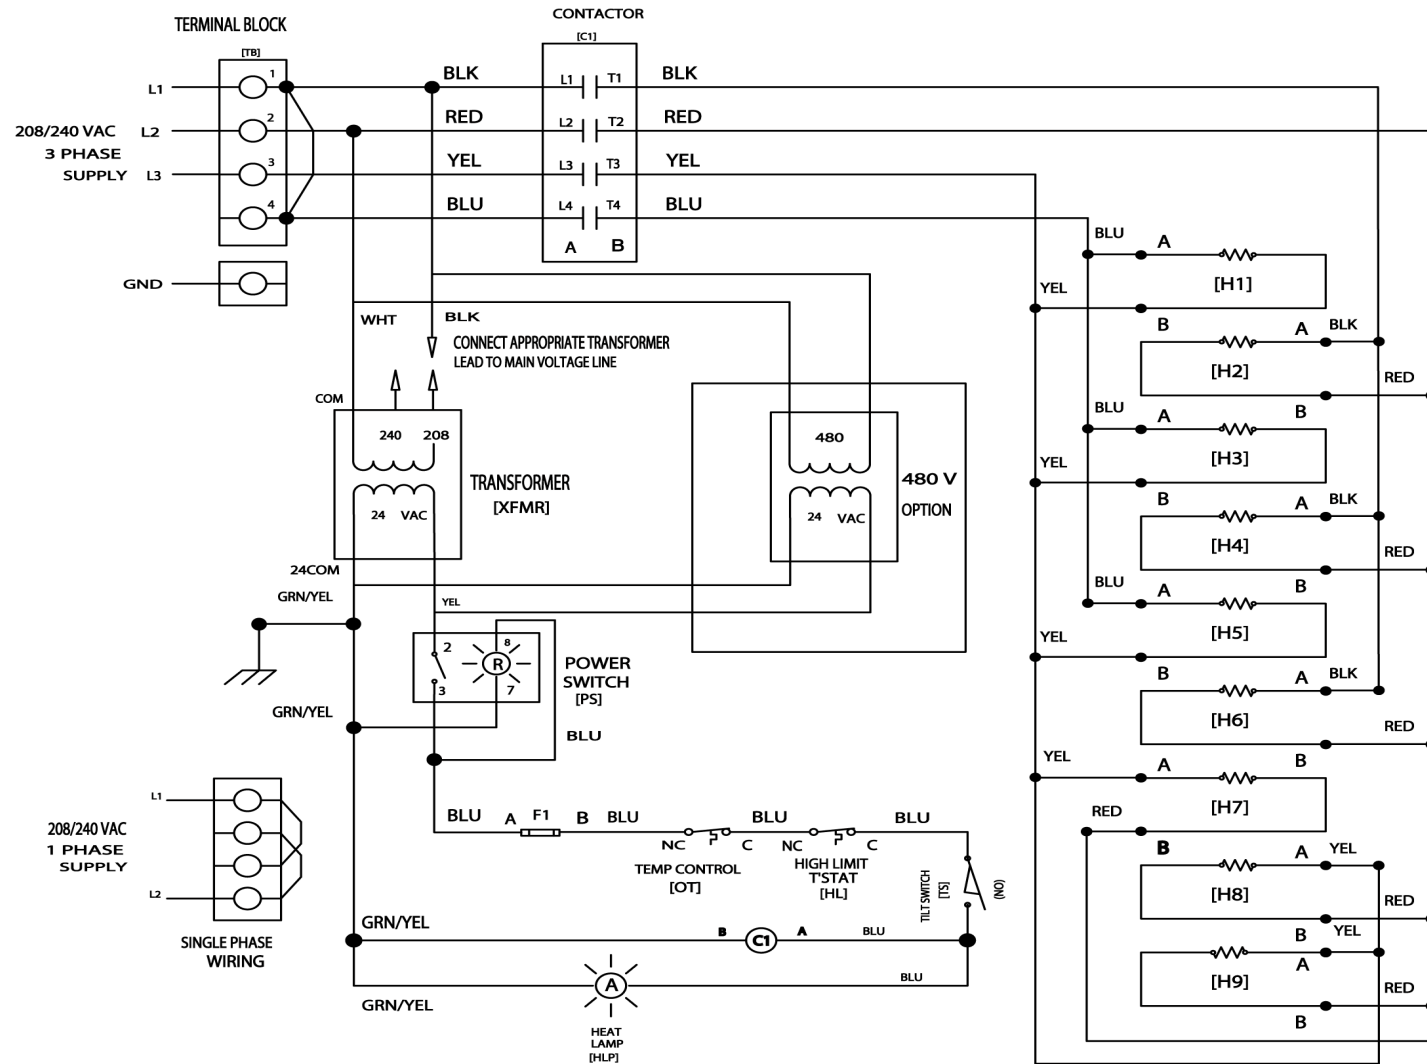 CONTACTOR
TERMINAL BLOCK
[C1]
[TB]
1
BLK
L1
T1
BLK
L1
2
RED
L2
T2
RED
208/240 VAC
L2
3 PHASE
3
YEL
L3
T3
YEL
SUPPLY
L3
4
BLU
L4
T4
BLU
A
B
GND
WHT
BLK
CONNECT APPROPRIATE TRANSFORMER
LEAD TO MAIN VOLTAGE LINE
COM
240
208
TRANSFORMER
[XFMR]
24
VAC
24COM
GRN/YEL
YEL
480
480 V
OPTION
24
VAC
2
8
R
3
7
POWER
SWITCH
[PS]
GRN/YEL
BLU
L1
208/240 VAC
1 PHASE
SUPPLY
L2
SINGLE PHASE
WIRING
BLU
A
F1
B
BLU
NC
C
BLU
NC
C
BLU
TEMP CONTROL
[OT]
HIGH LIMIT
T'STAT
[HL]
TILT SWITCH
[TS]
(NO)
GRN/YEL
B
C1
A
BLU
GRN/YEL
A
BLU
HEAT
LAMP
[HLP]
BLU
A
[H1]
YEL
B
A
BLK
[H2]
RED
BLU
A
B
[H3]
YEL
B
A
BLK
[H4]
RED
BLU
A
B
[H5]
YEL
B
A
BLK
[H6]
RED
YEL
A
B
[H7]
RED
B
A
YEL
[H8]
RED
B
YEL
A
[H9]
RED
B